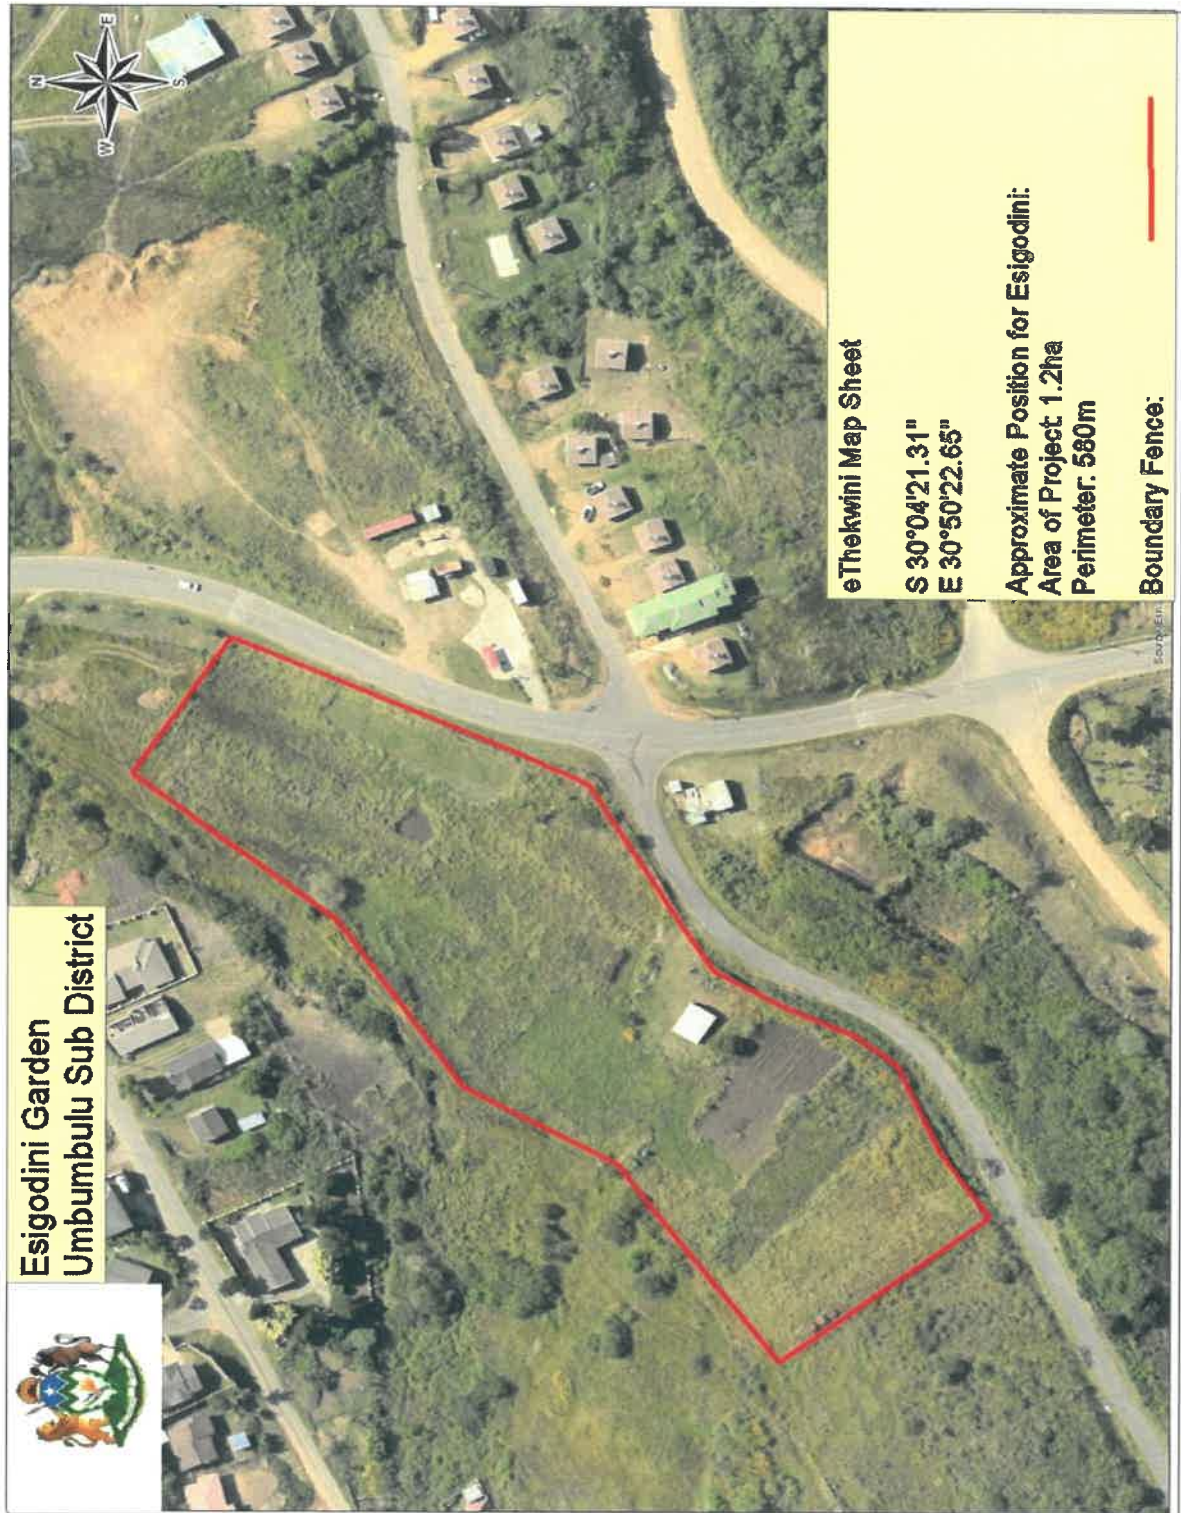 Esigodini Garden
Umbumbulu Sub District
N
E
S
W
eThekwini Map Sheet
S 30°04'21.31"
E 30°50'22.65"
Approximate Position for Esigodini:
Area of Project: 1.2ha
Perimeter: 580m
Boundary Fence: